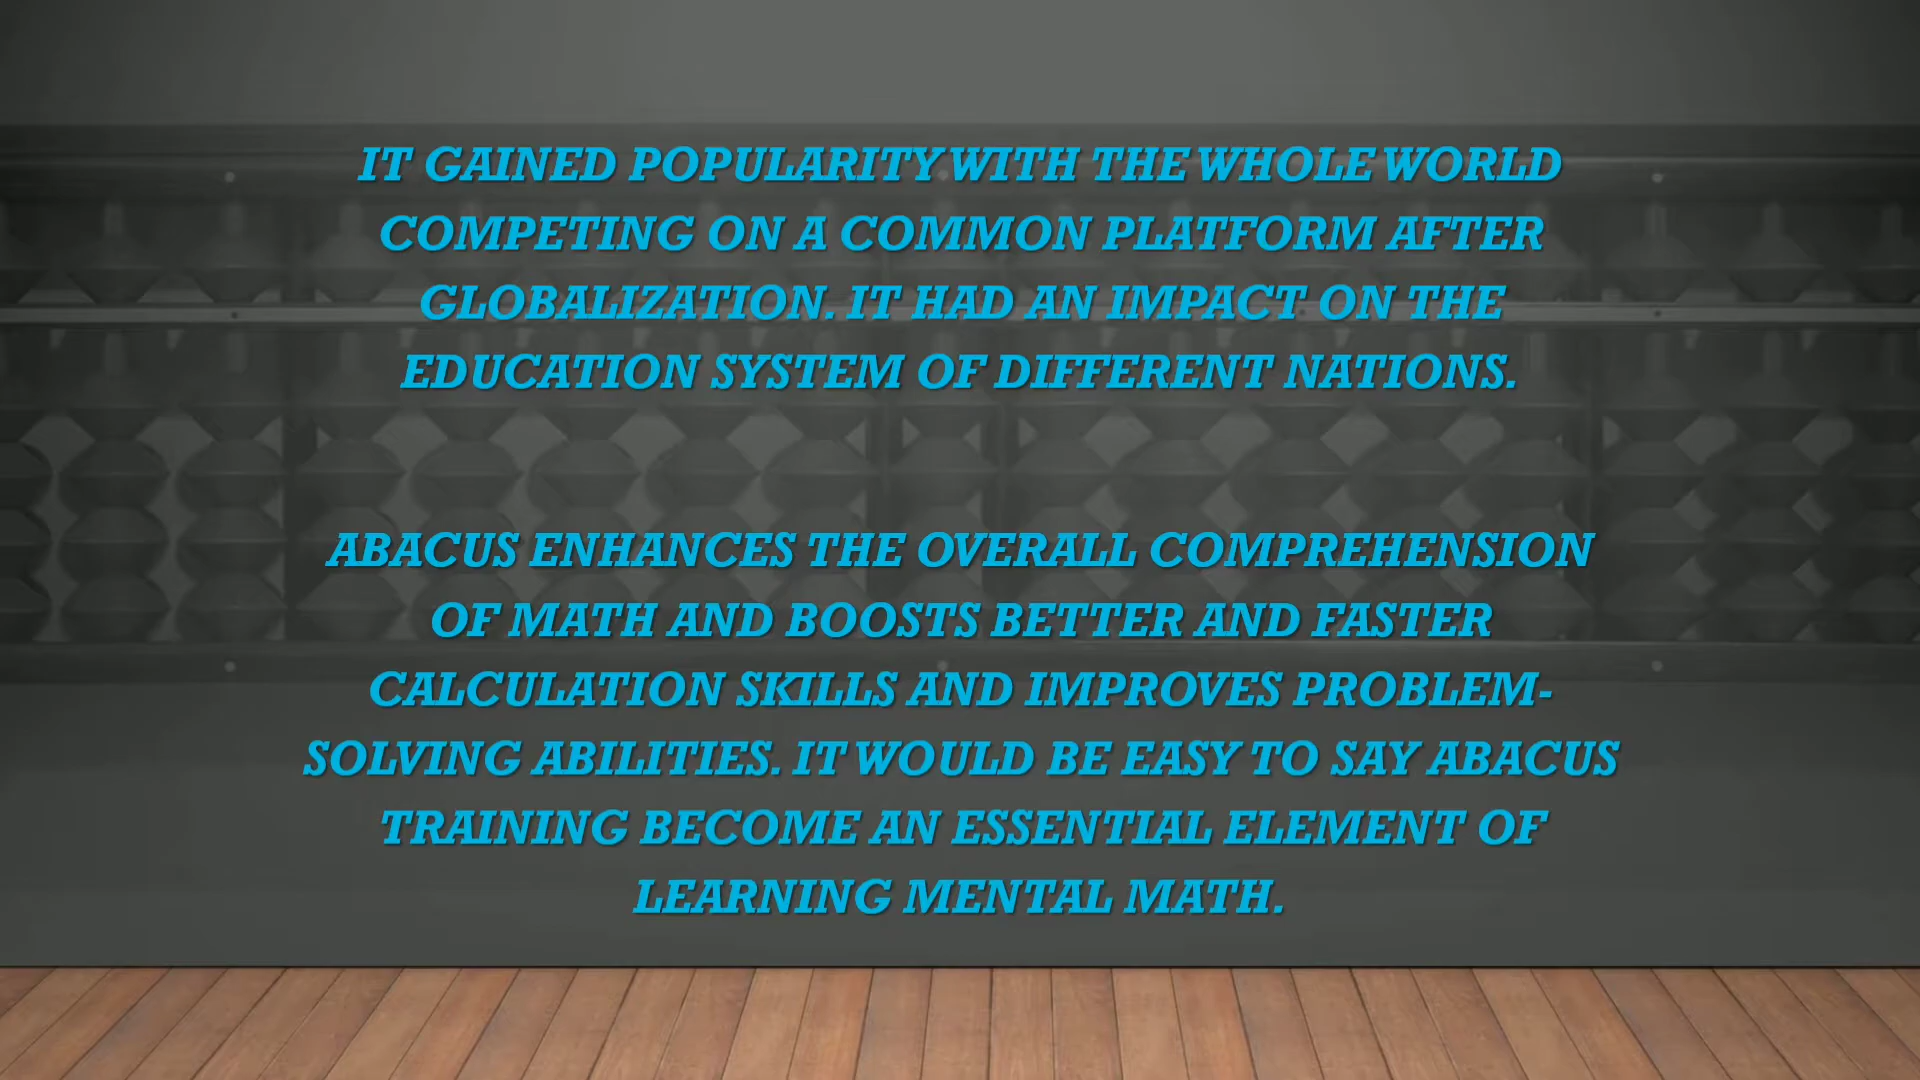 IT GAINED POPULARITY WITH THE WHOLE WORLD
COMPETING ON A COMMON PLATFORM AFTER
GLOBALIZATION. IT HAD AN IMPACT ON THE
EDUCATION SYSTEM OF DIFFERENT NATIONS.
ABACUS ENHANCES THE OVERALL COMPREHENSION
OF MATH AND BOOSTS BETTER AND FASTER
CALCULATION SKILLS AND IMPROVES PROBLEM-
SOLVING ABILITIES. IT WOULD BE EASY TO SAY ABACUS
TRAINING BECOME AN ESSENTIAL ELEMENT OF
LEARNING MENTAL MATH.